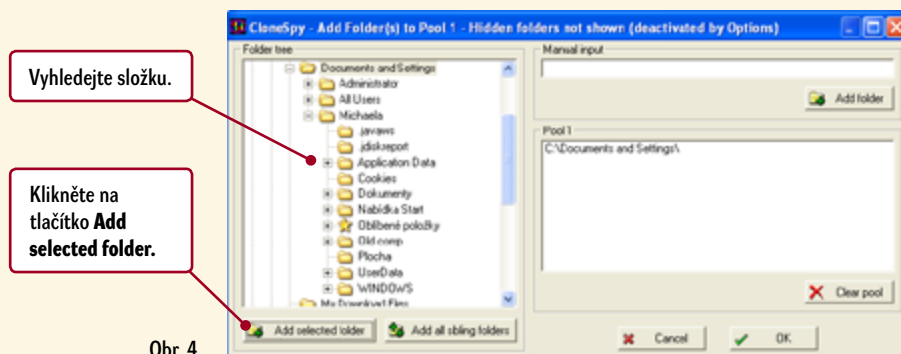 CloneSpy - Add Folder(s) to Pool 1 - Hidden folders not shown (deactivated by Options)
Folder tree
Documents and Settings
Administrator
All Users
Michaela
.javaws
.jdiskreport
Application Data
Cookies
Dokumenty
Nabídka Start
Oblíbené položky
Old comp
Plocha
UserData
WINDOWS
My Download Files
Add selected folder
Add all sibling folders
Manual input
Add folder
Pool 1
C:\Documents and Settings\
Clear pool
Cancel
OK
Vyhledejte složku.
Klikněte na
tlačítko Add
selected folder.
Obr. 4